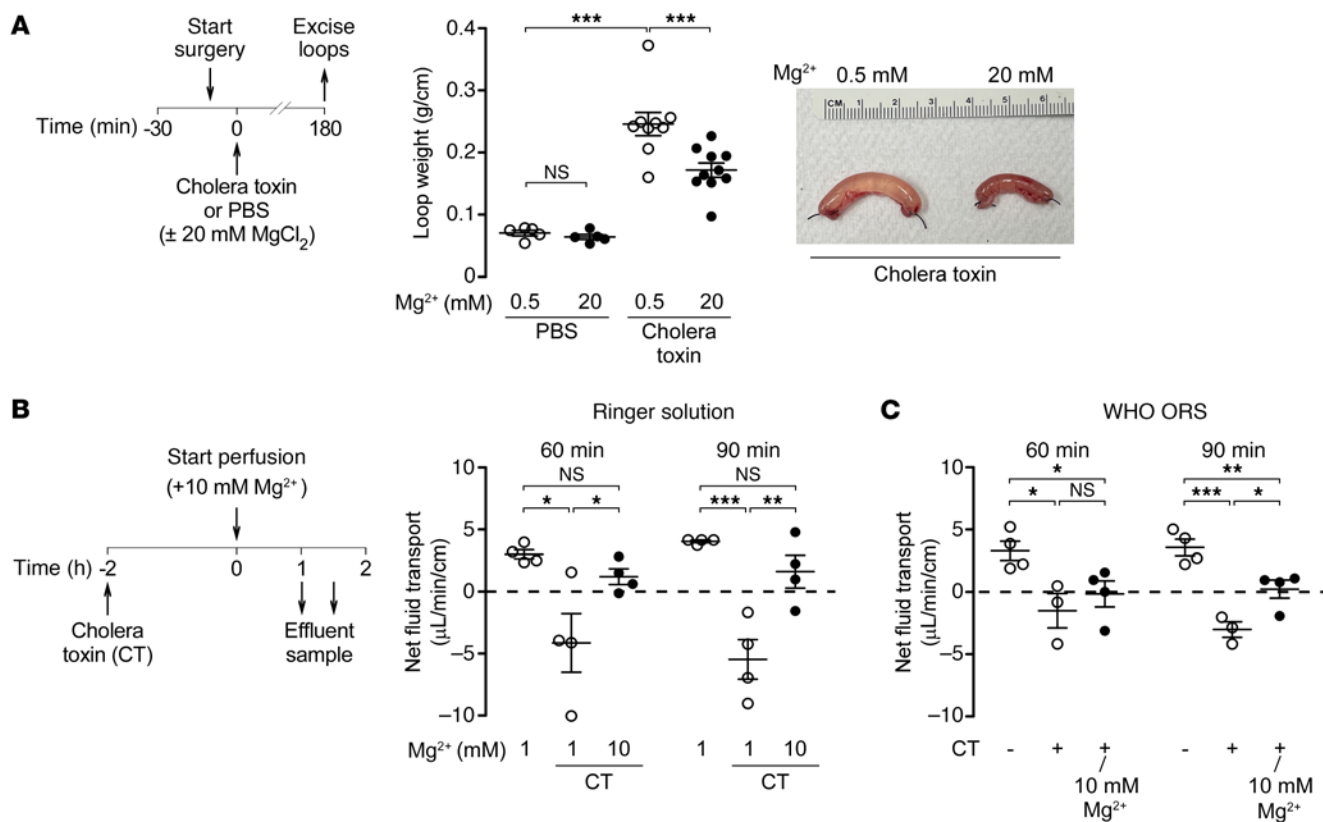 A
Start
surgery
Excise
loops
Time (min) -30 0 180
Cholera toxin
or PBS
(± 20 mM MgCl₂)
*** ***
NS
0.4
0.3
0.2
0.1
0
Loop weight (g/cm)
Mg²⁺ (mM) 0.5 20 0.5 20
PBS Cholera
toxin
Mg²⁺ 0.5 mM 20 mM
CM 1 2 3 4 5 6
Cholera toxin
B
Start perfusion
(+10 mM Mg²⁺)
Time (h) -2 0 1 2
Cholera
toxin (CT)
Effluent
sample
Ringer solution
60 min 90 min
NS NS
* * *** **
10
5
0
–5
–10
Net fluid transport
(μL/min/cm)
Mg²⁺ (mM) 1 1 10 1 1 10
CT CT
C
WHO ORS
60 min 90 min
* **
* NS *** *
10
5
0
–5
–10
Net fluid transport
(μL/min/cm)
CT - + + - + +
10 mM
Mg²⁺
10 mM
Mg²⁺